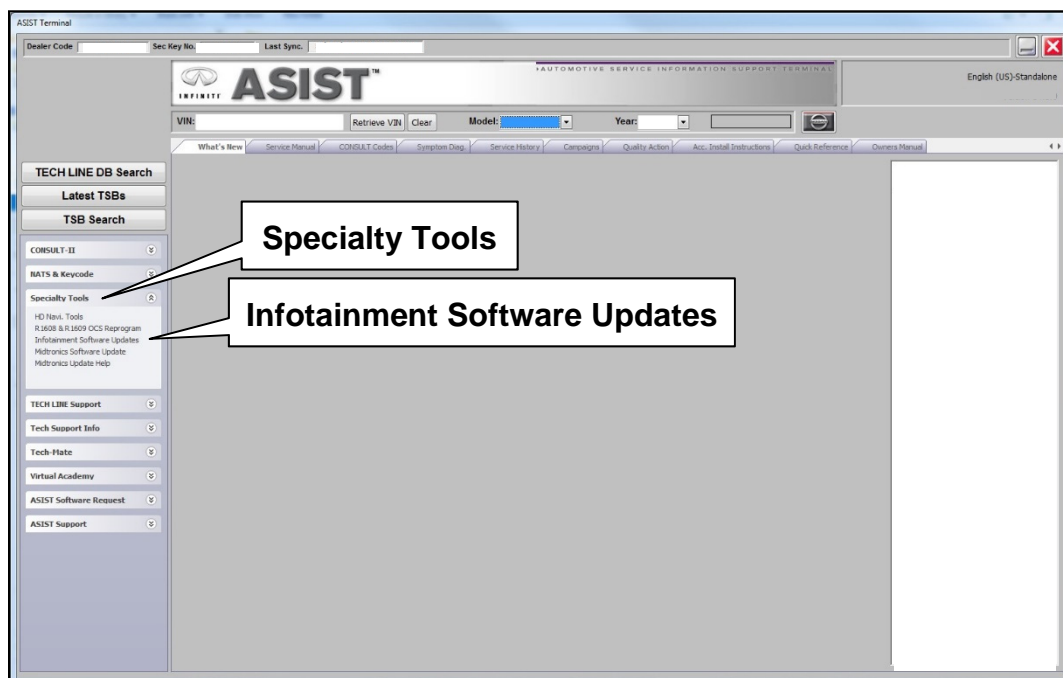 ASIST Terminal
Dealer Code Sec Key No. Last Sync.
INFINITI ASIST™ AUTOMOTIVE SERVICE INFORMATION SUPPORT TERMINAL
English (US)-Standalone
VIN: Retrieve VIN Clear Model: Year:
What's New Service Manual CONSULT Codes Symptom Diag. Service History Campaigns Quality Action Acc. Install Instructions Quick Reference Owners Manual
TECH LINE DB Search
Latest TSBs
TSB Search
CONSULT-II
NATS & Keycode
Specialty Tools
HD Navi. Tools
R1608 & R1609 OCS Reprogram
Infotainment Software Updates
Midtronics Software Update
Midtronics Update Help
TECH LINE Support
Tech Support Info
Tech-Mate
Virtual Academy
ASIST Software Request
ASIST Support
Specialty Tools
Infotainment Software Updates